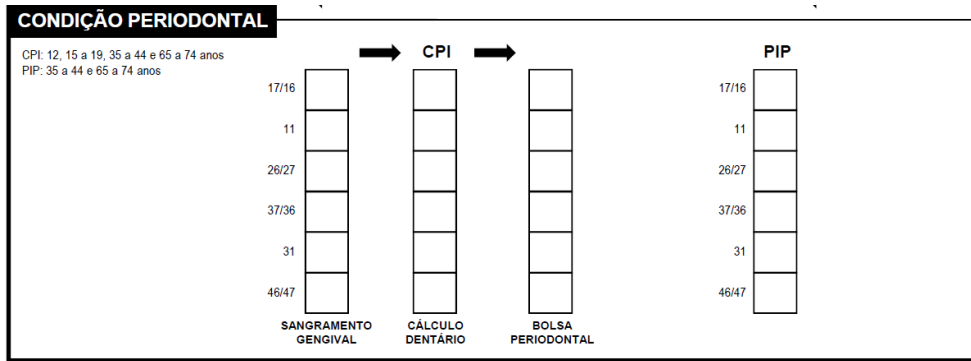 CONDIÇÃO PERIODONTAL
CPI: 12, 15 a 19, 35 a 44 e 65 a 74 anos
PIP: 35 a 44 e 65 a 74 anos
CPI
17/16
11
26/27
37/36
31
46/47
SANGRAMENTO
GENGIVAL
CÁLCULO
DENTÁRIO
BOLSA
PERIODONTAL
PIP
17/16
11
26/27
37/36
31
46/47